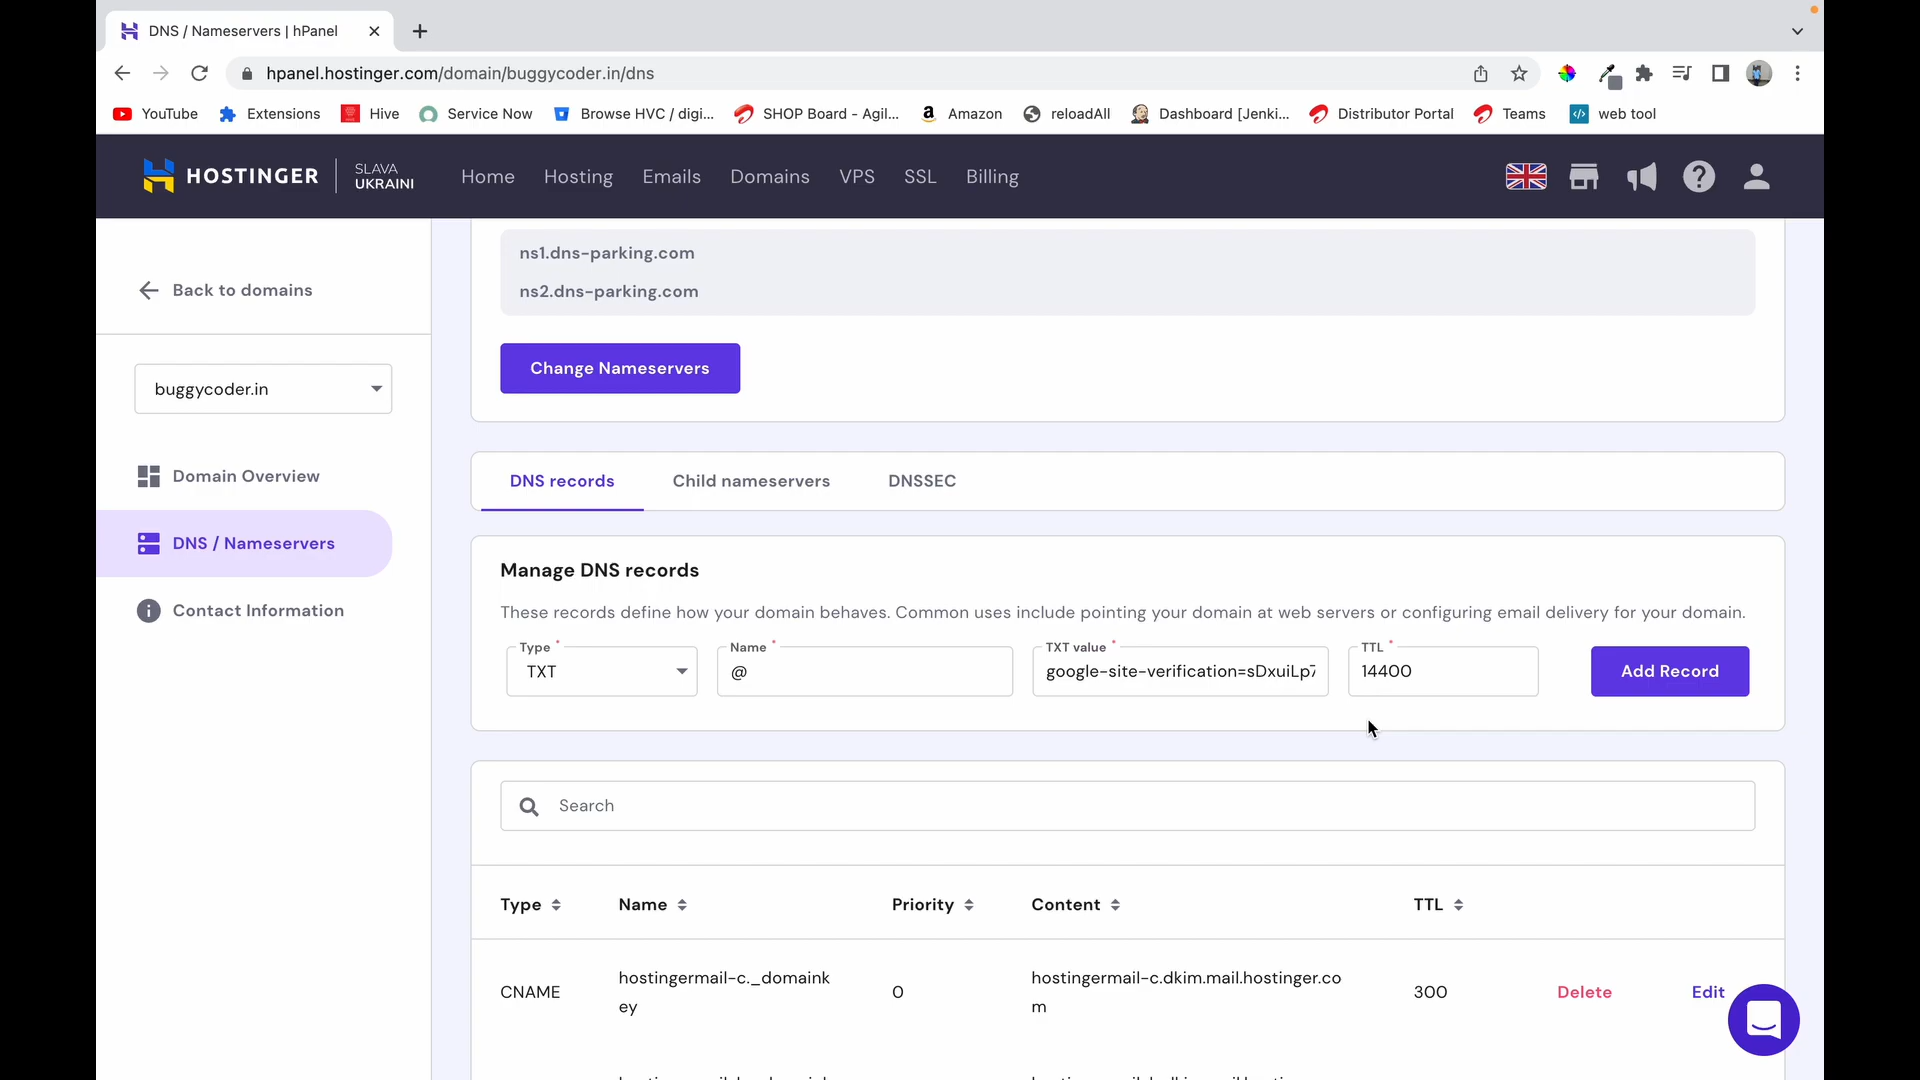 DNS / Nameservers | hPanel
hpanel.hostinger.com/domain/buggycoder.in/dns
YouTube
Extensions
Hive
Service Now
Browse HVC / digi...
SHOP Board - Agil...
Amazon
reloadAll
Dashboard [Jenki...
Distributor Portal
Teams
web tool
HOSTINGER
SLAVA
UKRAINI
Home
Hosting
Emails
Domains
VPS
SSL
Billing
Back to domains
buggycoder.in
Domain Overview
DNS / Nameservers
Contact Information
ns1.dns-parking.com
ns2.dns-parking.com
Change Nameservers
DNS records
Child nameservers
DNSSEC
Manage DNS records
These records define how your domain behaves. Common uses include pointing your domain at web servers or configuring email delivery for your domain.
Type *
TXT
Name *
@
TXT value *
google-site-verification=sDxuiLp
TTL *
14400
Add Record
Search
Type
Name
Priority
Content
TTL
CNAME
hostingermail-c._domaink
ey
0
hostingermail-c.dkim.mail.hostinger.co
m
300
Delete
Edit